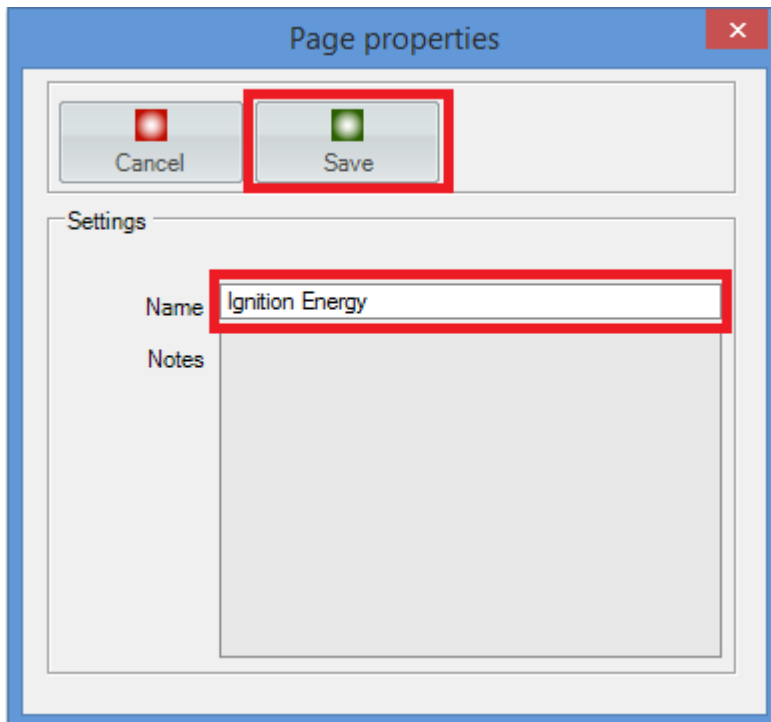 Page properties
Cancel Save
Settings
Name Ignition Energy
Notes